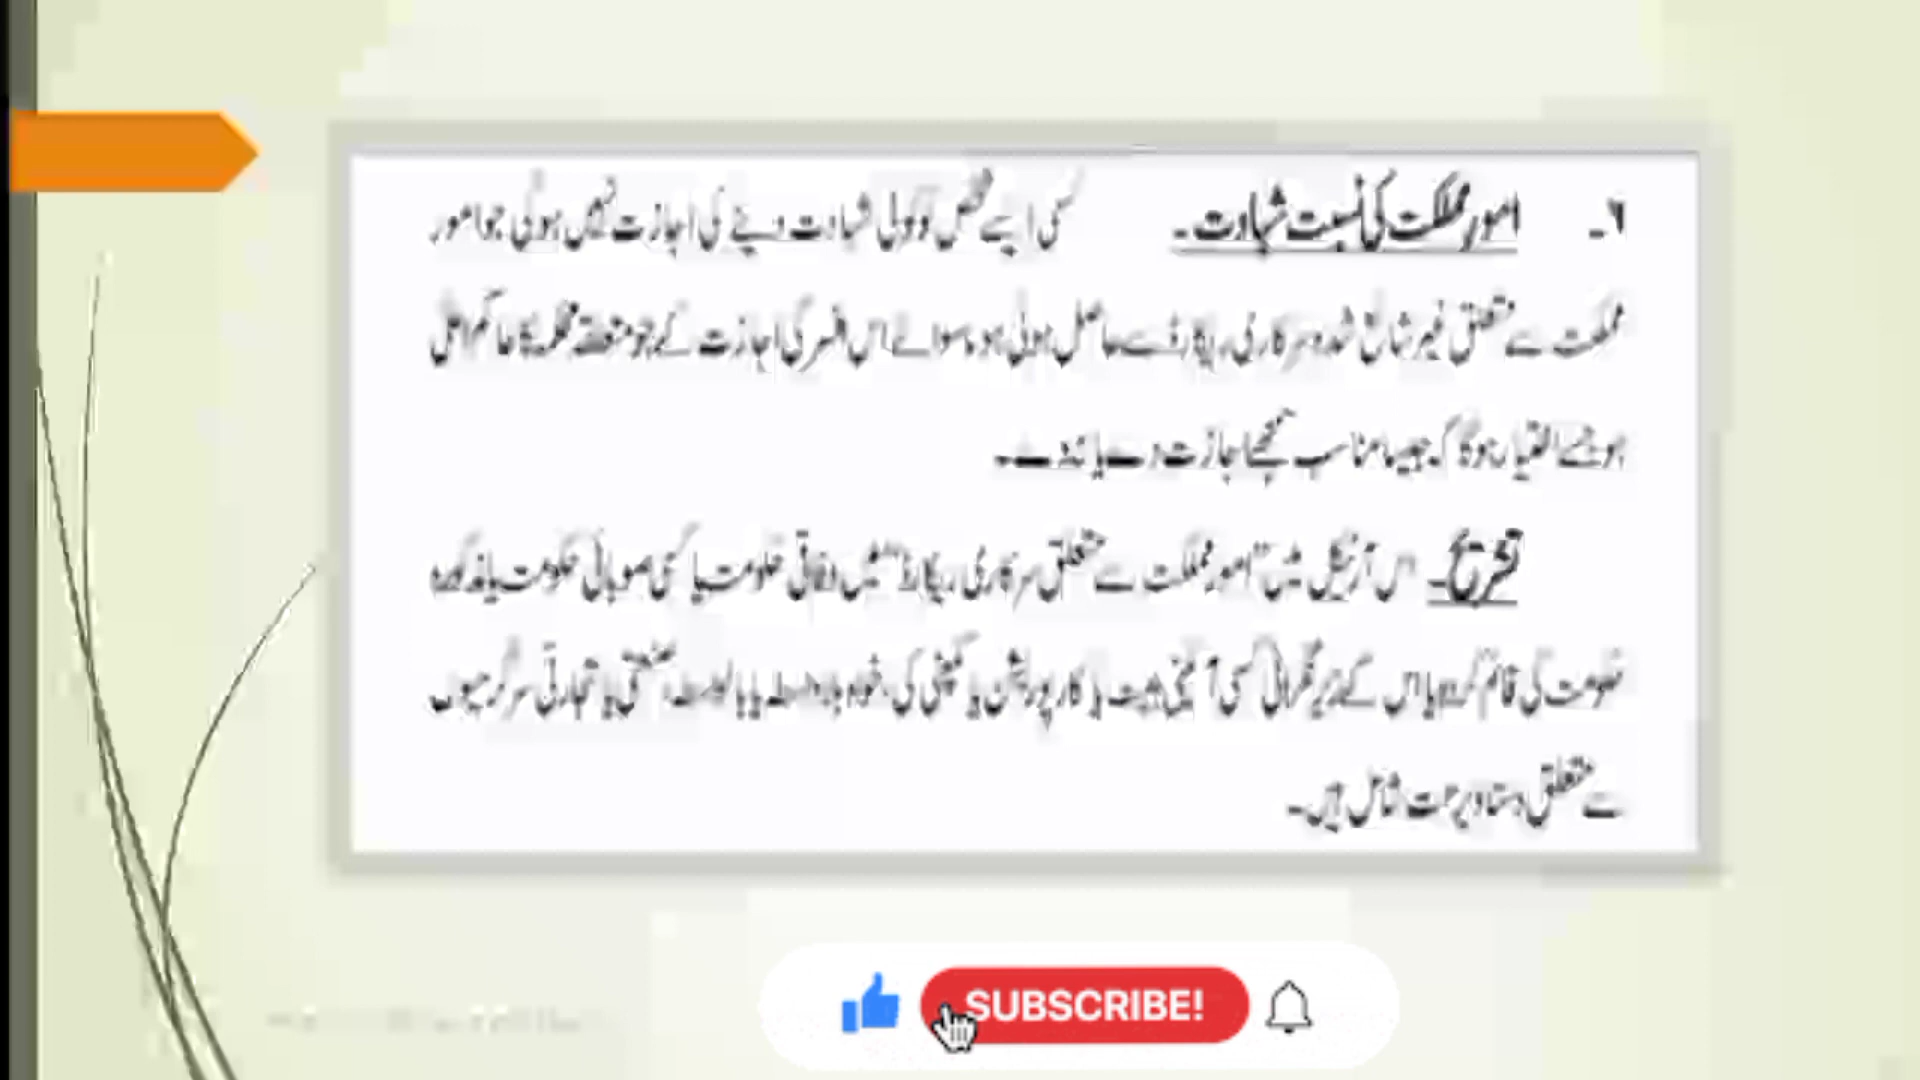 ۶۔ امور مملکت کی نسبت شہادت۔ کسی ایسے شخص کو کوئی شہادت دینے کی اجازت نہیں ہوگی جو امور
مملکت سے متعلق غیر شائع شدہ سرکاری ریکارڈ سے حاصل ہوئی ہو ماسوائے اس افسر کی اجازت کے جو متعلقہ محکمہ کا حاکم اعلیٰ
ہو جسے اختیار ہوگا کہ جیسا مناسب سمجھے اجازت دے یا نہ دے۔
تشریح۔ اس آرٹیکل میں "امور مملکت سے متعلق سرکاری ریکارڈ" میں وفاقی حکومت یا کسی صوبائی حکومت یا مذکورہ
حکومت کی قائم کردہ یا اس کے زیر نگرانی کسی آئینی ہیئت یا کارپوریشن یا کمپنی کی، خواہ بلاواسطہ یا بالواسطہ، صنعتی یا تجارتی سرگرمیوں
سے متعلق دستاویزات شامل ہیں۔
SUBSCRIBE!